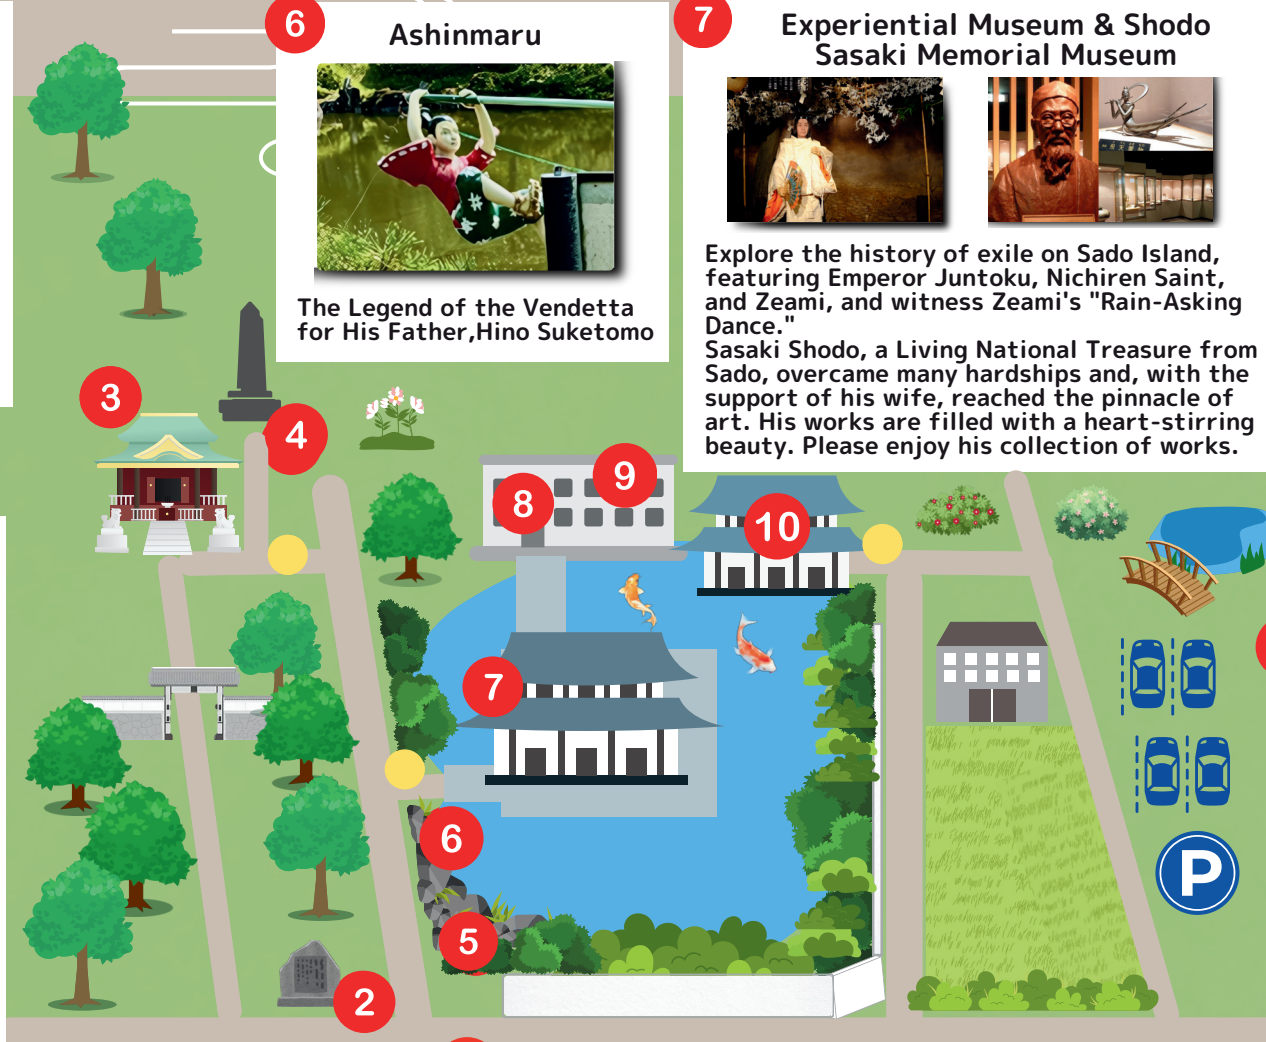 6
Ashinmaru
The Legend of the Vendetta
for His Father,Hino Suketomo
7
Experiential Museum & Shodo
Sasaki Memorial Museum
Explore the history of exile on Sado Island,
featuring Emperor Juntoku, Nichiren Saint,
and Zeami, and witness Zeami's "Rain-Asking
Dance."
Sasaki Shodo, a Living National Treasure from
Sado, overcame many hardships and, with the
support of his wife, reached the pinnacle of
art. His works are filled with a heart-stirring
beauty. Please enjoy his collection of works.
3
4
9
8
10
7
6
P
5
2